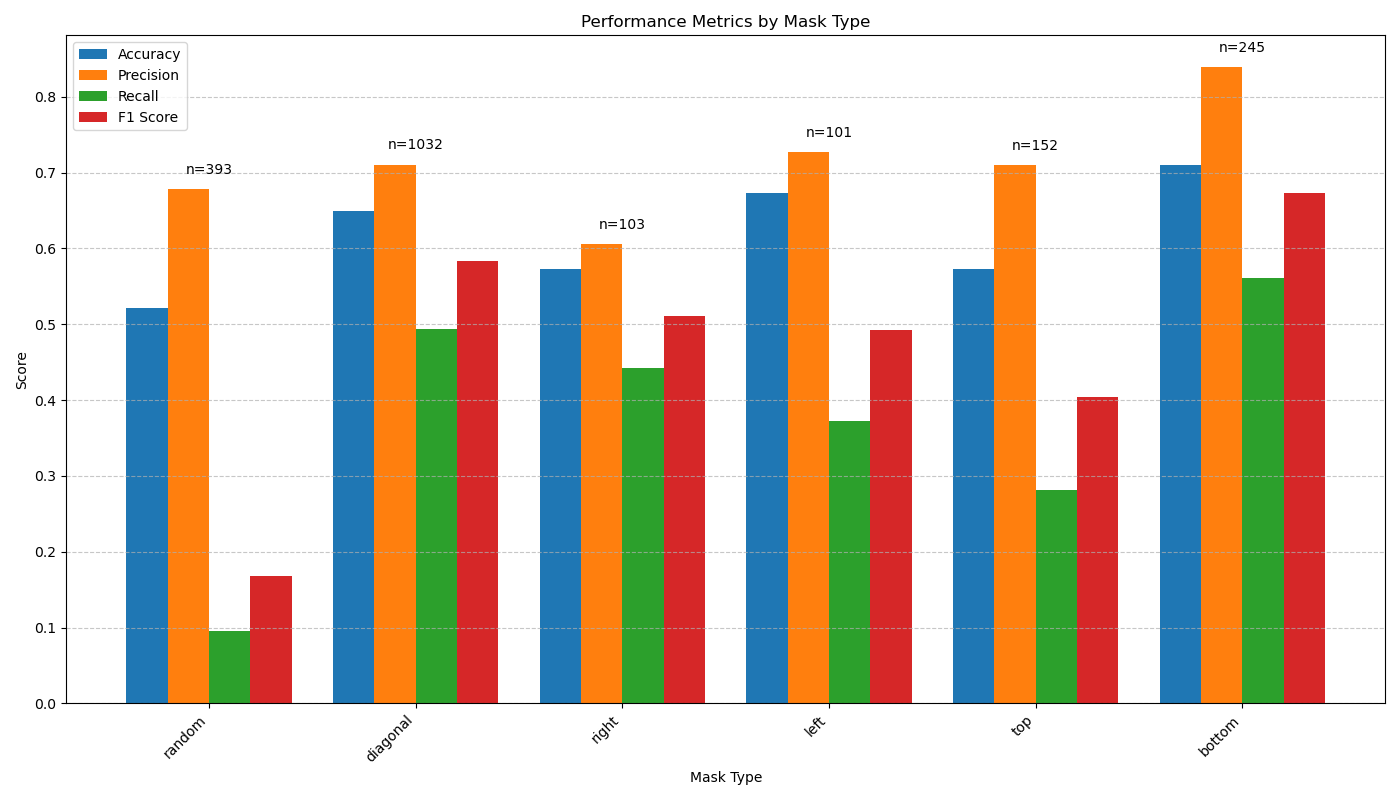 Performance Metrics by Mask Type
Accuracy
Precision
Recall
F1 Score
n=393
n=1032
n=103
n=101
n=152
n=245
Score
0.8
0.7
0.6
0.5
0.4
0.3
0.2
0.1
0.0
random
diagonal
right
left
top
bottom
Mask Type